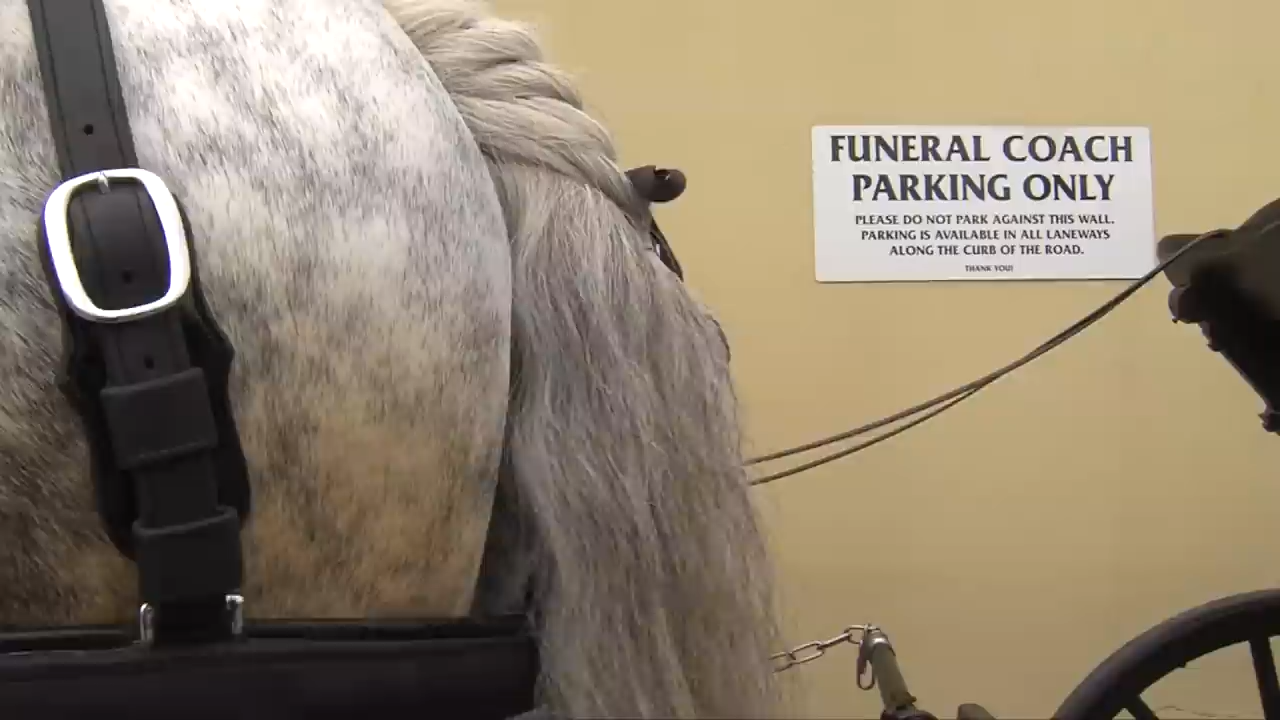 FUNERAL COACH
PARKING ONLY
PLEASE DO NOT PARK AGAINST THIS WALL.
PARKING IS AVAILABLE IN ALL LANEWAYS
ALONG THE CURB OF THE ROAD.
THANK YOU!